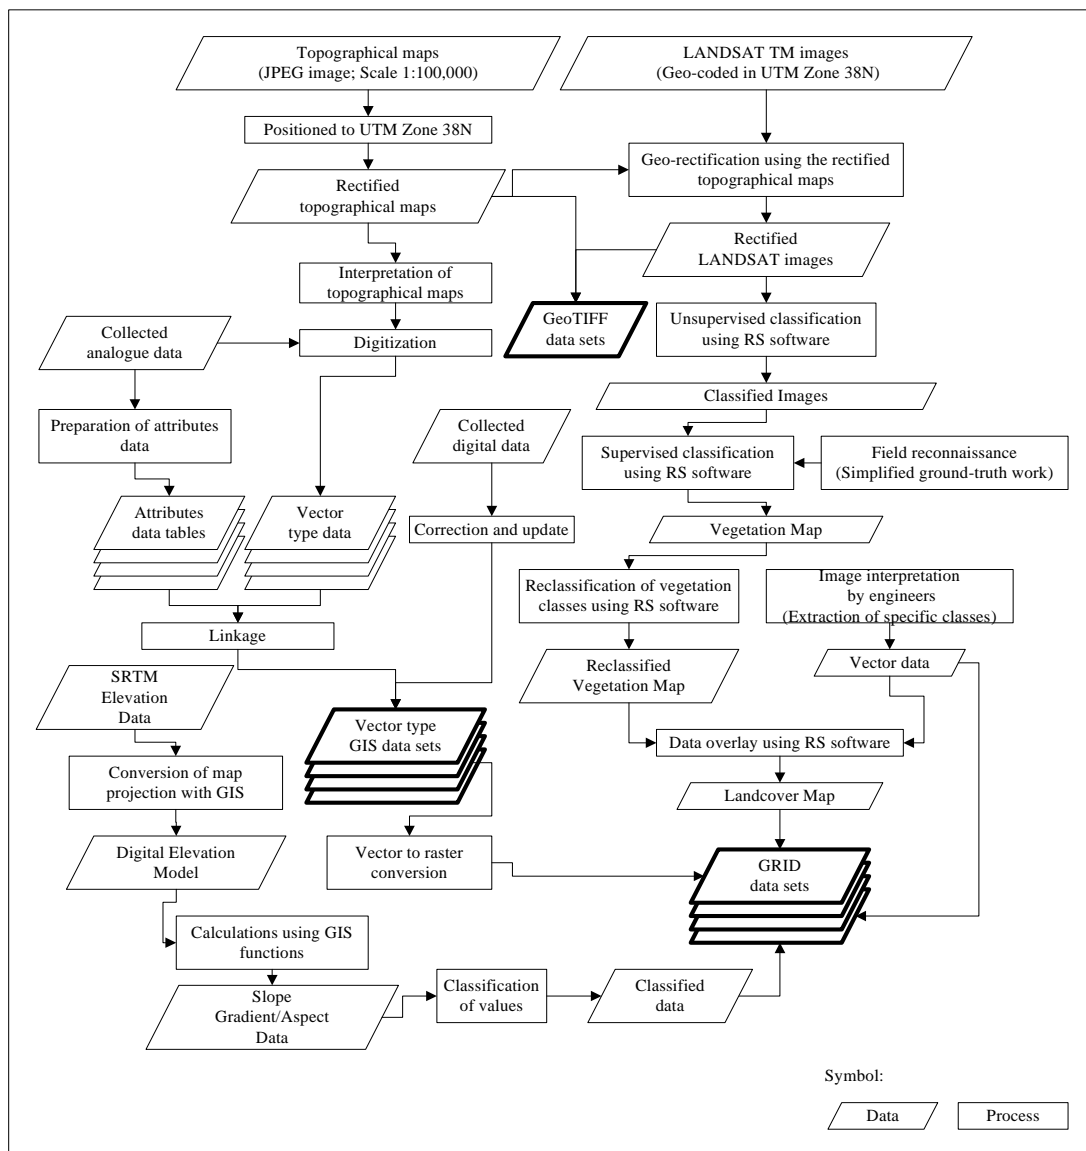 Topographical maps
(JPEG image; Scale 1:100,000)
LANDSAT TM images
(Geo-coded in UTM Zone 38N)
Positioned to UTM Zone 38N
Geo-rectification using the rectified
topographical maps
Rectified
topographical maps
Rectified
LANDSAT images
Interpretation of
topographical maps
GeoTIFF
data sets
Unsupervised classification
using RS software
Collected
analogue data
Digitization
Classified Images
Preparation of attributes
data
Collected
digital data
Supervised classification
using RS software
Field reconnaissance
(Simplified ground-truth work)
Attributes
data tables
Vector
type data
Correction and update
Vegetation Map
Reclassification of vegetation
classes using RS software
Image interpretation
by engineers
(Extraction of specific classes)
Linkage
Reclassified
Vegetation Map
Vector data
SRTM
Elevation
Data
Vector type
GIS data sets
Data overlay using RS software
Conversion of map
projection with GIS
Landcover Map
Digital Elevation
Model
Vector to raster
conversion
GRID
data sets
Calculations using GIS
functions
Slope
Gradient/Aspect
Data
Classification
of values
Classified
data
Symbol:
Data
Process